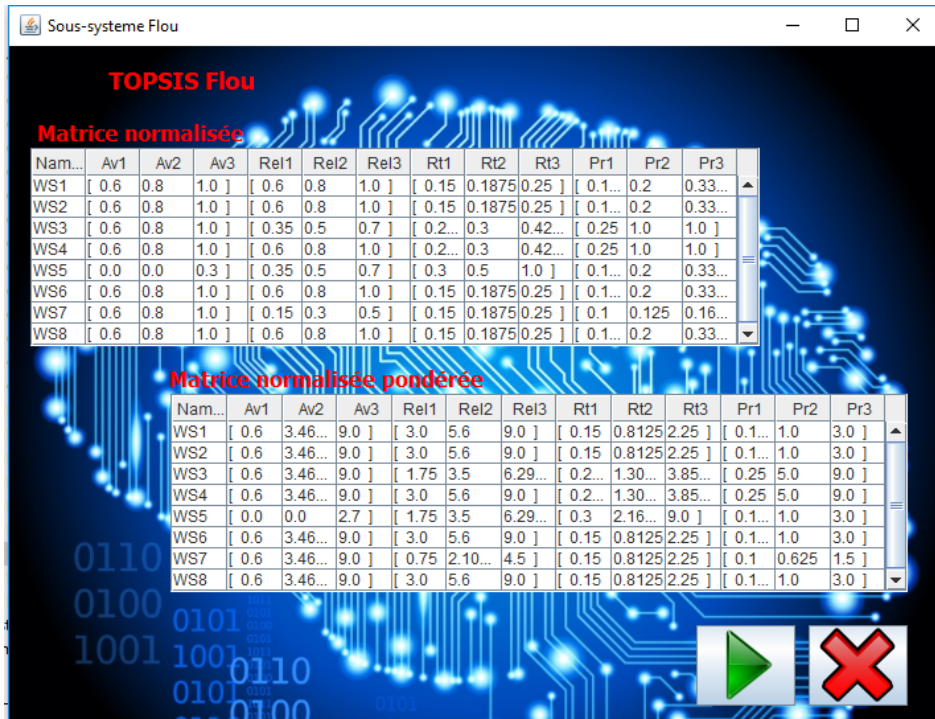 Sous-systeme Flou
TOPSIS Flou
Matrice normalisée
Nam... Av1 Av2 Av3 Rel1 Rel2 Rel3 Rt1 Rt2 Rt3 Pr1 Pr2 Pr3
WS1 [ 0.6 0.8 1.0 ] [ 0.6 0.8 1.0 ] [ 0.15 0.1875 0.25 ] [ 0.1... 0.2 0.33...
WS2 [ 0.6 0.8 1.0 ] [ 0.6 0.8 1.0 ] [ 0.15 0.1875 0.25 ] [ 0.1... 0.2 0.33...
WS3 [ 0.6 0.8 1.0 ] [ 0.35 0.5 0.7 ] [ 0.2... 0.3 0.42... [ 0.25 1.0 1.0 ]
WS4 [ 0.6 0.8 1.0 ] [ 0.6 0.8 1.0 ] [ 0.2... 0.3 0.42... [ 0.25 1.0 1.0 ]
WS5 [ 0.0 0.0 0.3 ] [ 0.35 0.5 0.7 ] [ 0.3 0.5 1.0 ] [ 0.1... 0.2 0.33...
WS6 [ 0.6 0.8 1.0 ] [ 0.6 0.8 1.0 ] [ 0.15 0.1875 0.25 ] [ 0.1... 0.2 0.33...
WS7 [ 0.6 0.8 1.0 ] [ 0.15 0.3 0.5 ] [ 0.15 0.1875 0.25 ] [ 0.1 0.125 0.16...
WS8 [ 0.6 0.8 1.0 ] [ 0.6 0.8 1.0 ] [ 0.15 0.1875 0.25 ] [ 0.1... 0.2 0.33...
Matrice normalisée pondérée
Nam... Av1 Av2 Av3 Rel1 Rel2 Rel3 Rt1 Rt2 Rt3 Pr1 Pr2 Pr3
WS1 [ 0.6 3.46... 9.0 ] [ 3.0 5.6 9.0 ] [ 0.15 0.8125 2.25 ] [ 0.1... 1.0 3.0 ]
WS2 [ 0.6 3.46... 9.0 ] [ 3.0 5.6 9.0 ] [ 0.15 0.8125 2.25 ] [ 0.1... 1.0 3.0 ]
WS3 [ 0.6 3.46... 9.0 ] [ 1.75 3.5 6.29... [ 0.2... 1.30... 3.85... [ 0.25 5.0 9.0 ]
WS4 [ 0.6 3.46... 9.0 ] [ 3.0 5.6 9.0 ] [ 0.2... 1.30... 3.85... [ 0.25 5.0 9.0 ]
WS5 [ 0.0 0.0 2.7 ] [ 1.75 3.5 6.29... [ 0.3 2.16... 9.0 ] [ 0.1... 1.0 3.0 ]
WS6 [ 0.6 3.46... 9.0 ] [ 3.0 5.6 9.0 ] [ 0.15 0.8125 2.25 ] [ 0.1... 1.0 3.0 ]
WS7 [ 0.6 3.46... 9.0 ] [ 0.75 2.10... 4.5 ] [ 0.15 0.8125 2.25 ] [ 0.1 0.625 1.5 ]
WS8 [ 0.6 3.46... 9.0 ] [ 3.0 5.6 9.0 ] [ 0.15 0.8125 2.25 ] [ 0.1... 1.0 3.0 ]
0110
0100 0101
1001 1001
0110
0101
0101